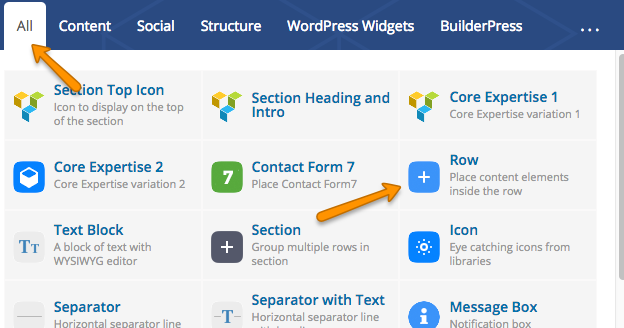 All
Content
Social
Structure
WordPress Widgets
BuilderPress
...
Section Top Icon
Icon to display on the top
of the section
Section Heading and
Intro
Core Expertise 1
Core Expertise variation 1
Core Expertise 2
Core Expertise variation 2
7
Contact Form 7
Place Contact Form7
Row
Place content elements
inside the row
TT
Text Block
A block of text with
WYSIWYG editor
Section
Group multiple rows in
section
Icon
Eye catching icons from
libraries
Separator
Horizontal separator line
T
Separator with Text
Horizontal separator line
i
Message Box
Notification box